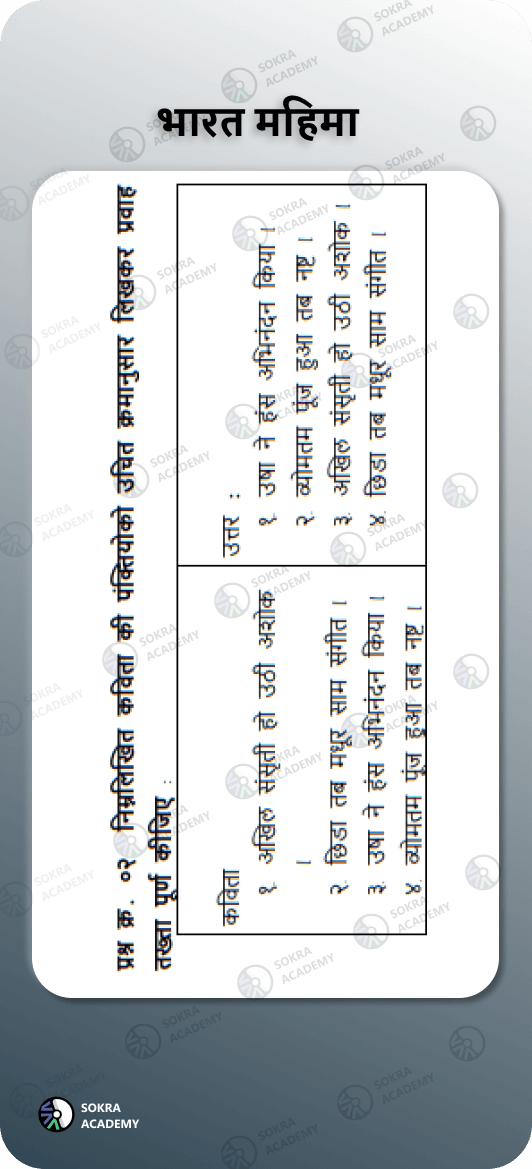 भारत महिमा
प्रश्न क्र. ०२ निम्नलिखित कविता की पंक्तियोको उचित क्रमानुसार लिखकर प्रवाह
तख्ता पूर्ण कीजिए :
कविता
१. अखिल संसृती हो उठी अशोक
।
२. छिडा तब मधूर साम संगीत ।
३. उषा ने हंस अभिनंदन किया ।
४. व्योमतम पूंज हुआ तब नष्ट ।
उत्तर :
१. उषा ने हंस अभिनंदन किया ।
२. व्योमतम पूंज हुआ तब नष्ट ।
३. अखिल संसृती हो उठी अशोक ।
४. छिडा तब मधूर साम संगीत ।
SOKRA
ACADEMY